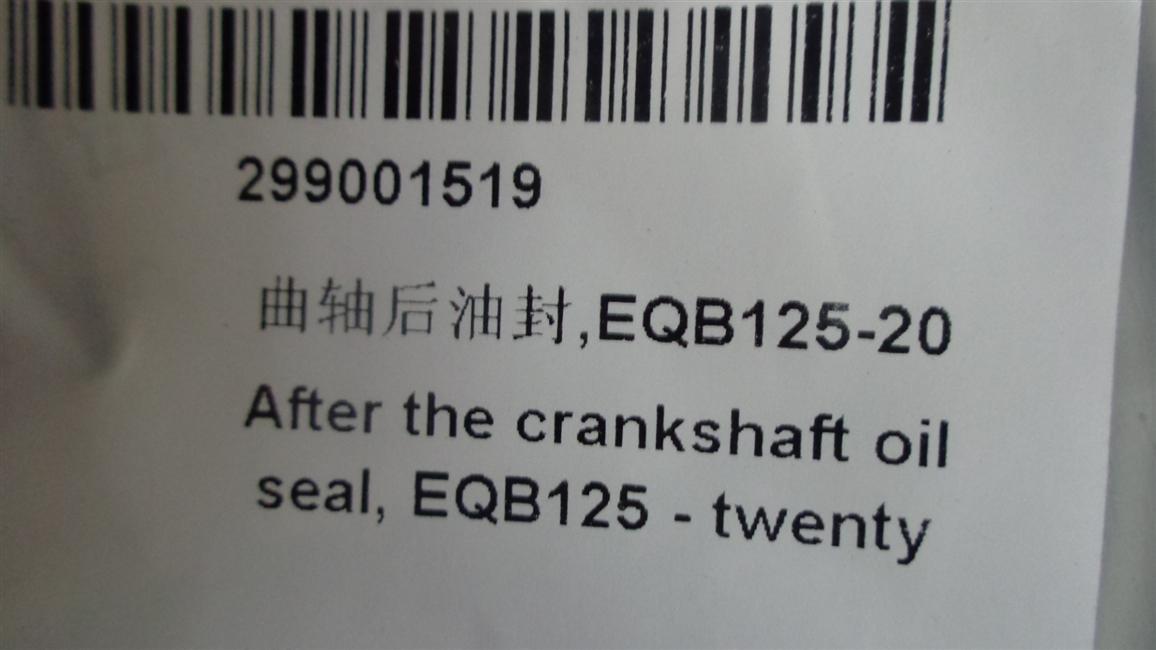 299001519
曲轴后油封,EQB125-20
After the crankshaft oil
seal, EQB125 - twenty